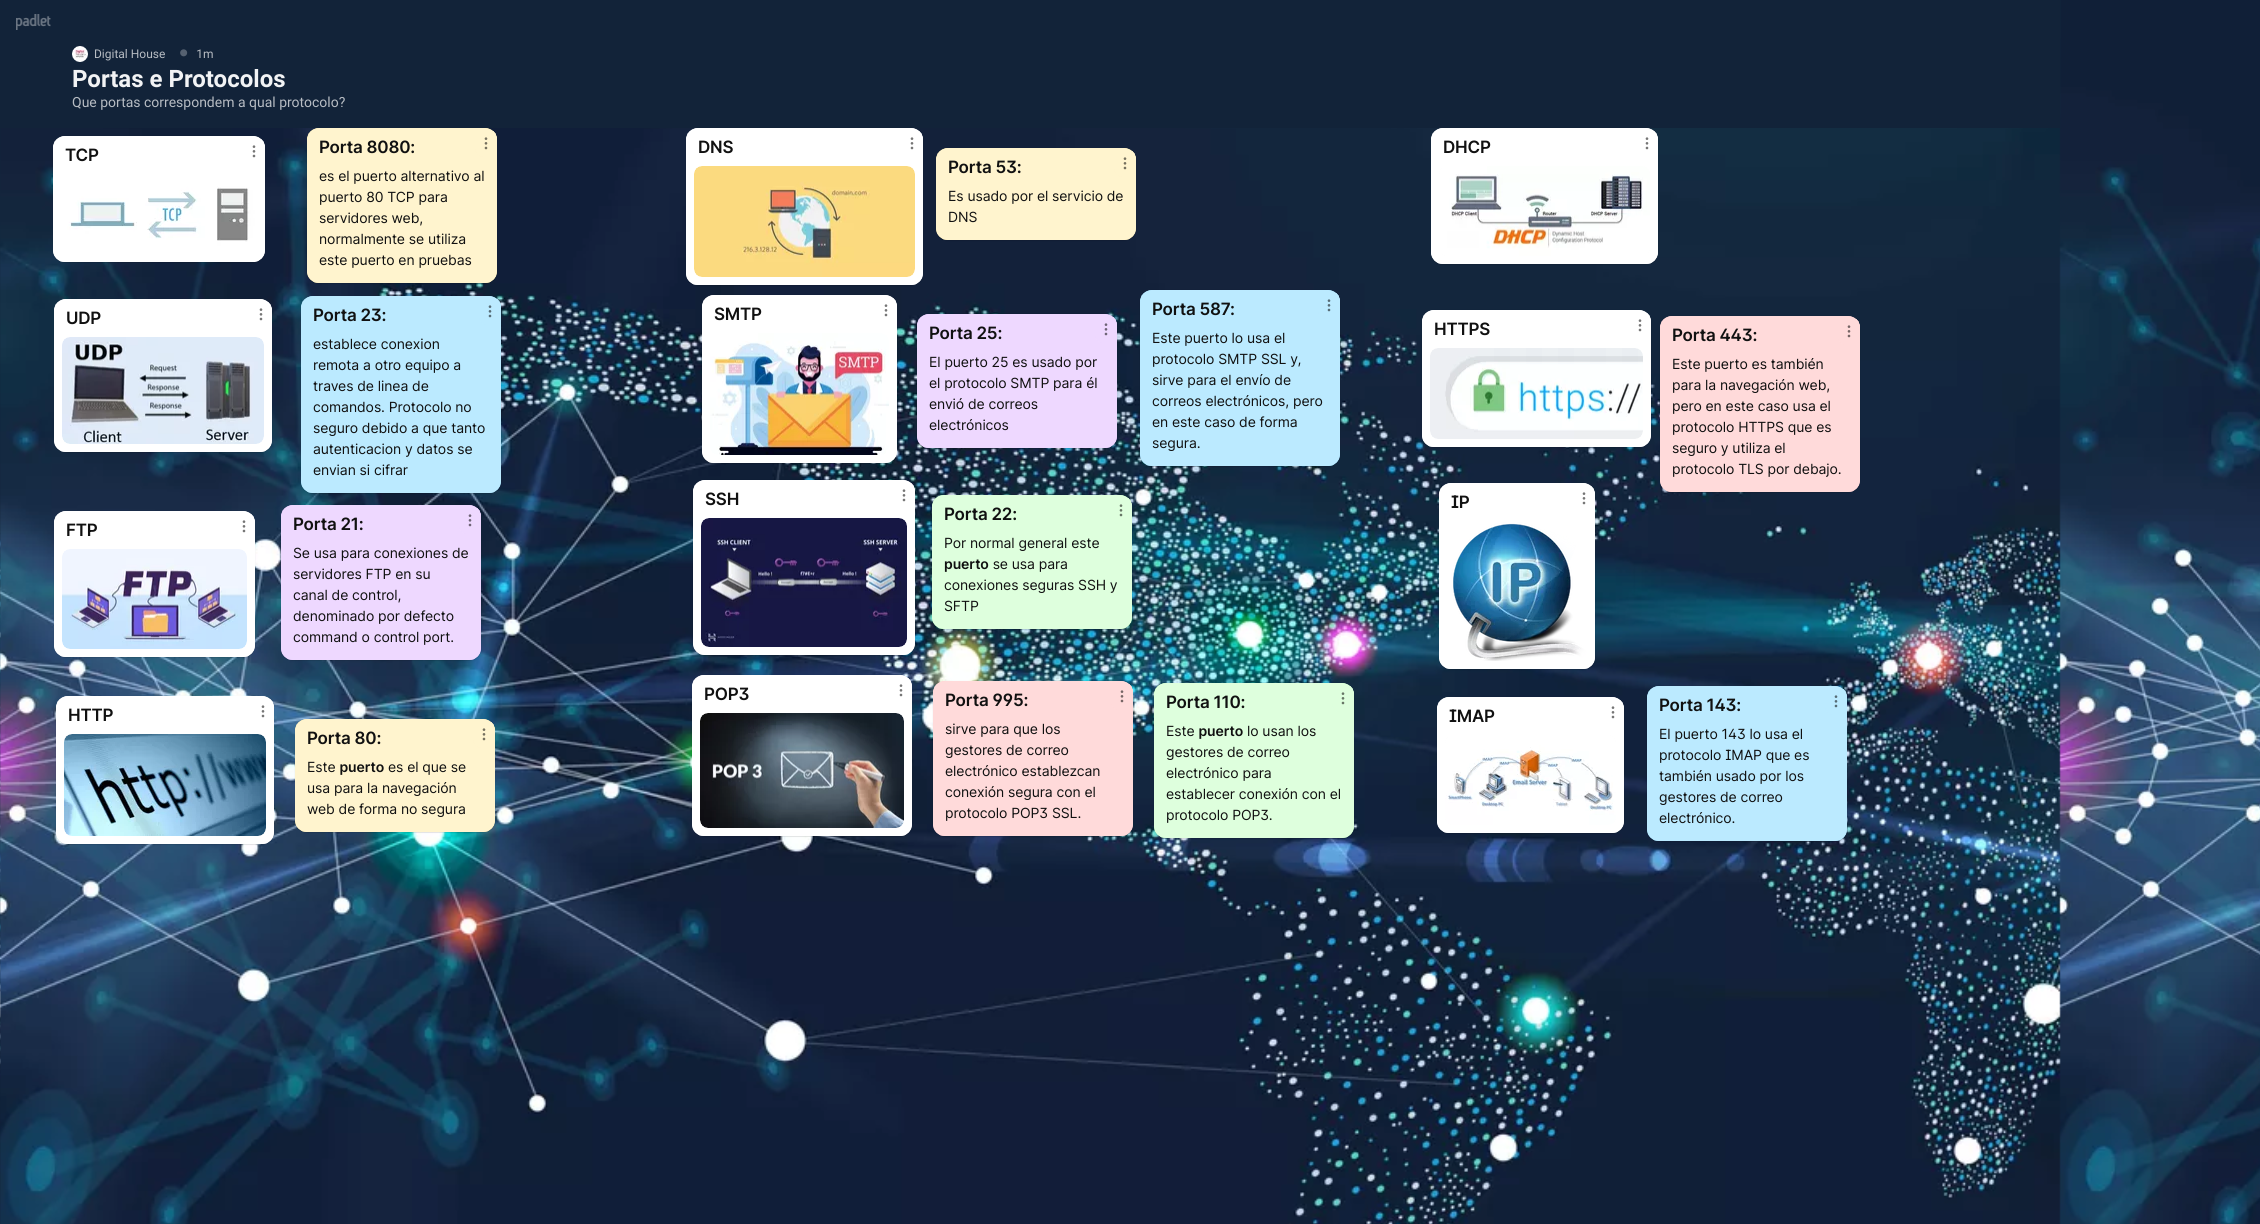 padlet
Digital House • 1m
Portas e Protocolos
Que portas correspondem a qual protocolo?
TCP
TCP
Porta 8080:
es el puerto alternativo al
puerto 80 TCP para
servidores web,
normalmente se utiliza
este puerto en pruebas
UDP
UDP
Request
Response
Response
Client
Server
Porta 23:
establece conexion
remota a otro equipo a
traves de linea de
comandos. Protocolo no
seguro debido a que tanto
autenticacion y datos se
envian si cifrar
FTP
FTP
Porta 21:
Se usa para conexiones de
servidores FTP en su
canal de control,
denominado por defecto
command o control port.
HTTP
http://www
Porta 80:
Este puerto es el que se
usa para la navegación
web de forma no segura
DNS
domain.com
216.3.128.12
Porta 53:
Es usado por el servicio de
DNS
SMTP
SMTP
Porta 25:
El puerto 25 es usado por
el protocolo SMTP para él
envió de correos
electrónicos
Porta 587:
Este puerto lo usa el
protocolo SMTP SSL y,
sirve para el envío de
correos electrónicos, pero
en este caso de forma
segura.
SSH
SSH CLIENT
SSH SERVER
Hello !
Hello !
Porta 22:
Por normal general este
puerto se usa para
conexiones seguras SSH y
SFTP
POP3
POP 3
Porta 995:
sirve para que los
gestores de correo
electrónico establezcan
conexión segura con el
protocolo POP3 SSL.
Porta 110:
Este puerto lo usan los
gestores de correo
electrónico para
establecer conexión con el
protocolo POP3.
DHCP
DHCP Client
Router
DHCP Server
DHCP
Dynamic Host
Configuration Protocol
HTTPS
https://
Porta 443:
Este puerto es también
para la navegación web,
pero en este caso usa el
protocolo HTTPS que es
seguro y utiliza el
protocolo TLS por debajo.
IP
IP
IMAP
Email Server
Desktop PC
Desktop PC
Porta 143:
El puerto 143 lo usa el
protocolo IMAP que es
también usado por los
gestores de correo
electrónico.